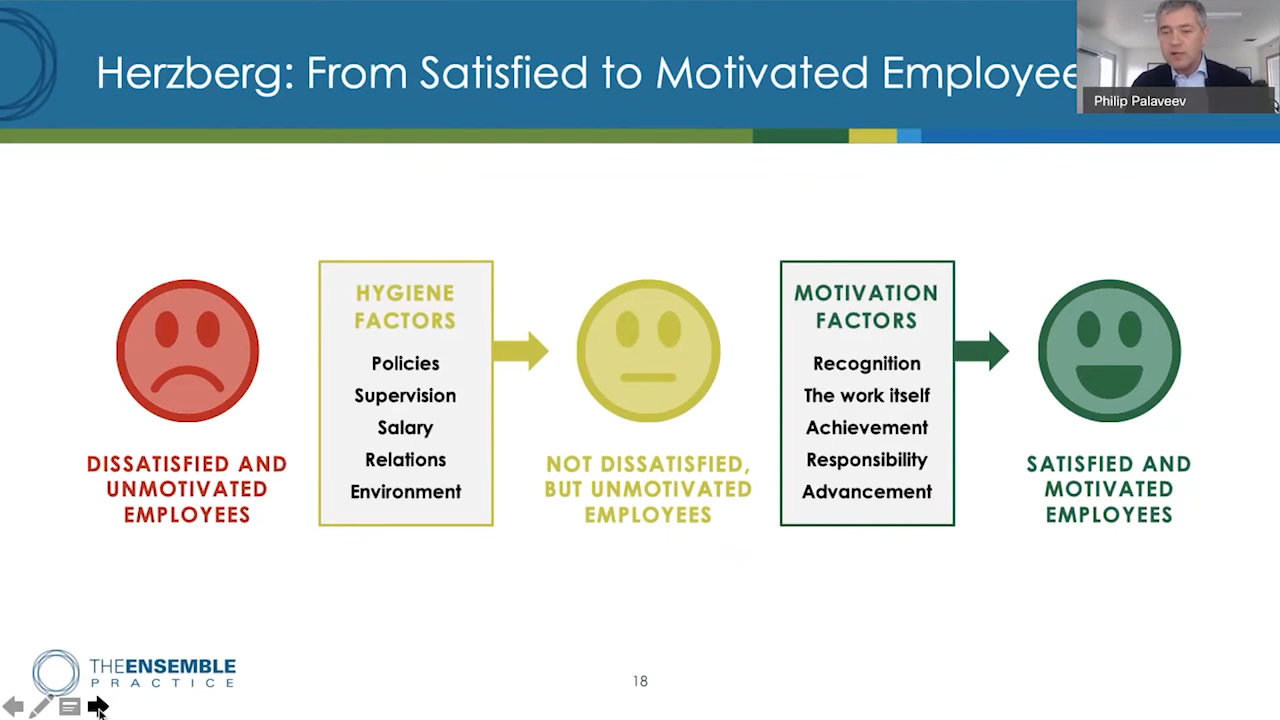 Herzberg: From Satisfied to Motivated Employee
Philip Palaveev
HYGIENE
FACTORS
Policies
Supervision
Salary
Relations
Environment
MOTIVATION
FACTORS
Recognition
The work itself
Achievement
Responsibility
Advancement
DISSATISFIED AND
UNMOTIVATED
EMPLOYEES
NOT DISSATISFIED,
BUT UNMOTIVATED
EMPLOYEES
SATISFIED AND
MOTIVATED
EMPLOYEES
THEENSEMBLE
PRACTICE
18